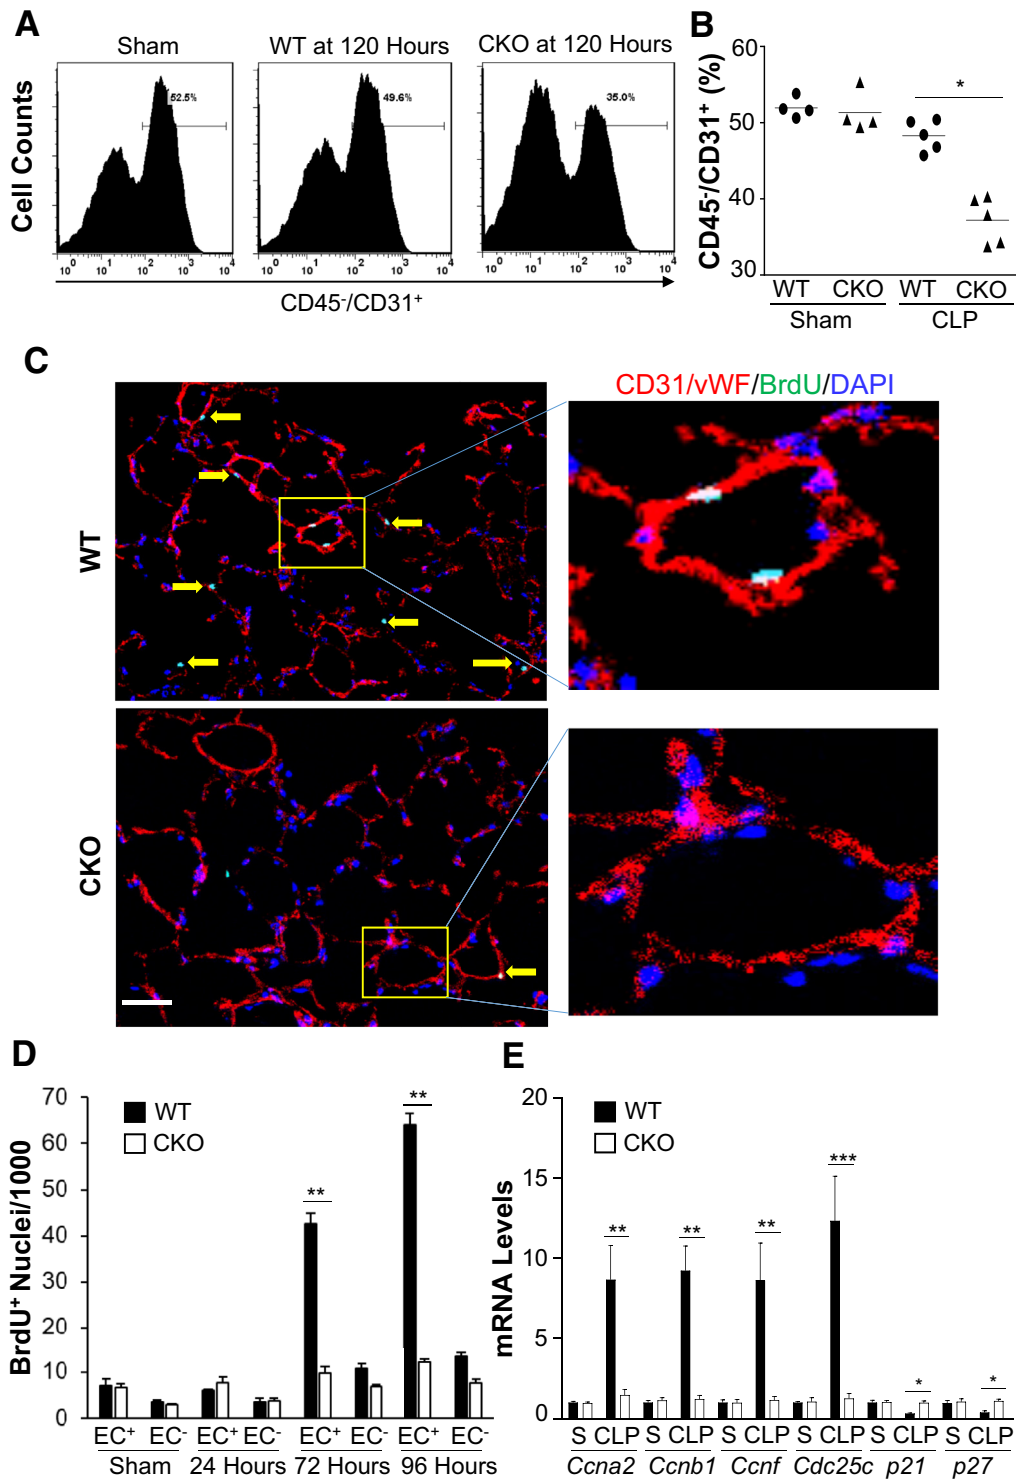 A
Sham
WT at 120 Hours
CKO at 120 Hours
Cell Counts
52.5%
49.6%
35.0%
10⁰ 10¹ 10² 10³ 10⁴
10⁰ 10¹ 10² 10³ 10⁴
10⁰ 10¹ 10² 10³ 10⁴
CD45⁻/CD31⁺
B
CD45⁻/CD31⁺ (%)
60
50
40
30
*
WT CKO WT CKO
Sham CLP
C
CD31/vWF/BrdU/DAPI
WT
CKO
D
BrdU⁺ Nuclei/1000
70
60
50
40
30
20
10
0
WT
CKO
**
**
EC⁺ EC⁻ EC⁺ EC⁻ EC⁺ EC⁻ EC⁺ EC⁻
Sham 24 Hours 72 Hours 96 Hours
E
mRNA Levels
20
15
10
5
0
WT
CKO
**
**
**
***
*
*
S CLP S CLP S CLP S CLP S CLP S CLP
Ccna2 Ccnb1 Ccnf Cdc25c p21 p27